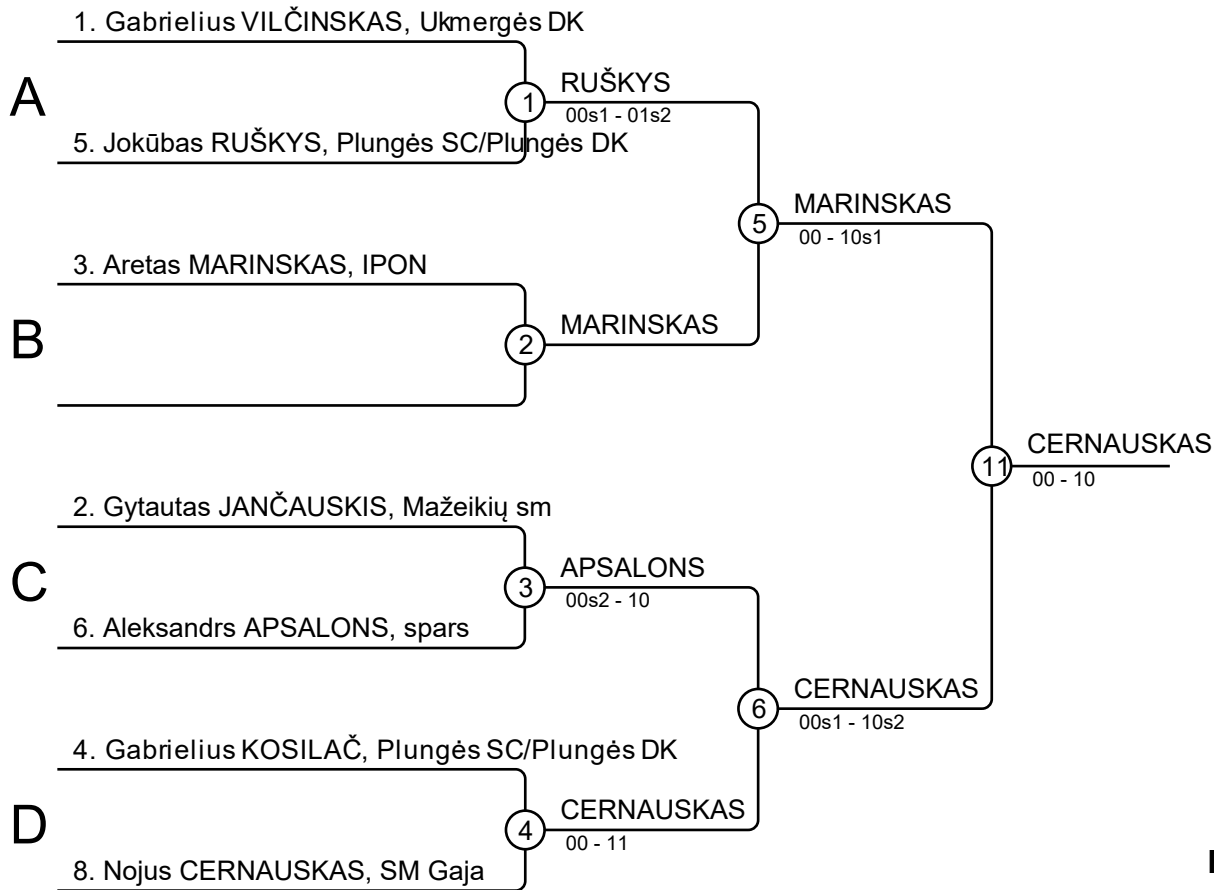 1. Gabrielius VILČINSKAS, Ukmergės DK
A
1
RUŠKYS
00s1 - 01s2
5. Jokūbas RUŠKYS, Plungės SC/Plungės DK
5
MARINSKAS
00 - 10s1
3. Aretas MARINSKAS, IPON
B
2
MARINSKAS
11
CERNAUSKAS
00 - 10
2. Gytautas JANČAUSKIS, Mažeikių sm
C
3
APSALONS
00s2 - 10
6. Aleksandrs APSALONS, spars
6
CERNAUSKAS
00s1 - 10s2
4. Gabrielius KOSILAČ, Plungės SC/Plungės DK
D
4
CERNAUSKAS
00 - 11
8. Nojus CERNAUSKAS, SM Gaja